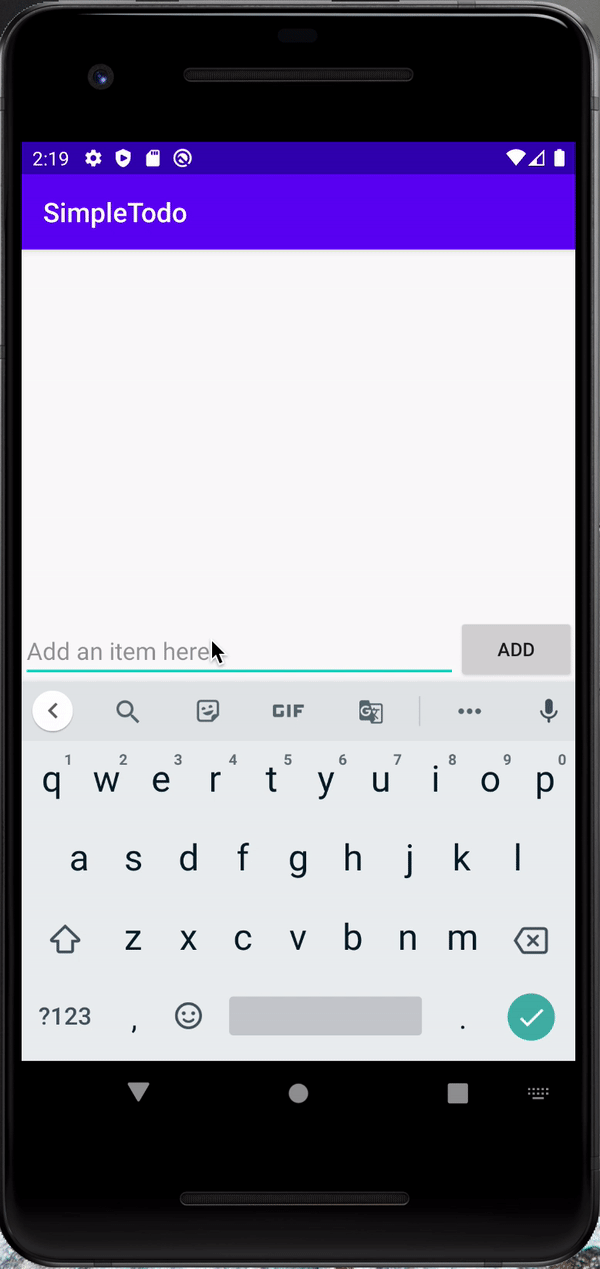 2:19
SimpleTodo
Add an item here
ADD
GIF
G
1 2 3 4 5 6 7 8 9 0
q w e r t y u i o p
a s d f g h j k l
z x c v b n m
?123 , .